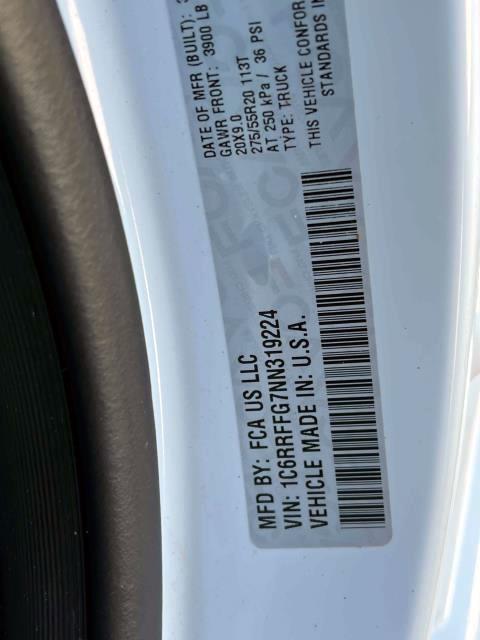 MFD BY: FCA US LLC
DATE OF MFR (BUILT):
GAWR FRONT: 3900 LB
20X9.0
275/55R20 113T
AT 250 kPa / 36 PSI
TYPE: TRUCK
VIN: 1C6RRFFG7NN319224
VEHICLE MADE IN: U.S.A.
THIS VEHICLE CONFOR
STANDARDS IN